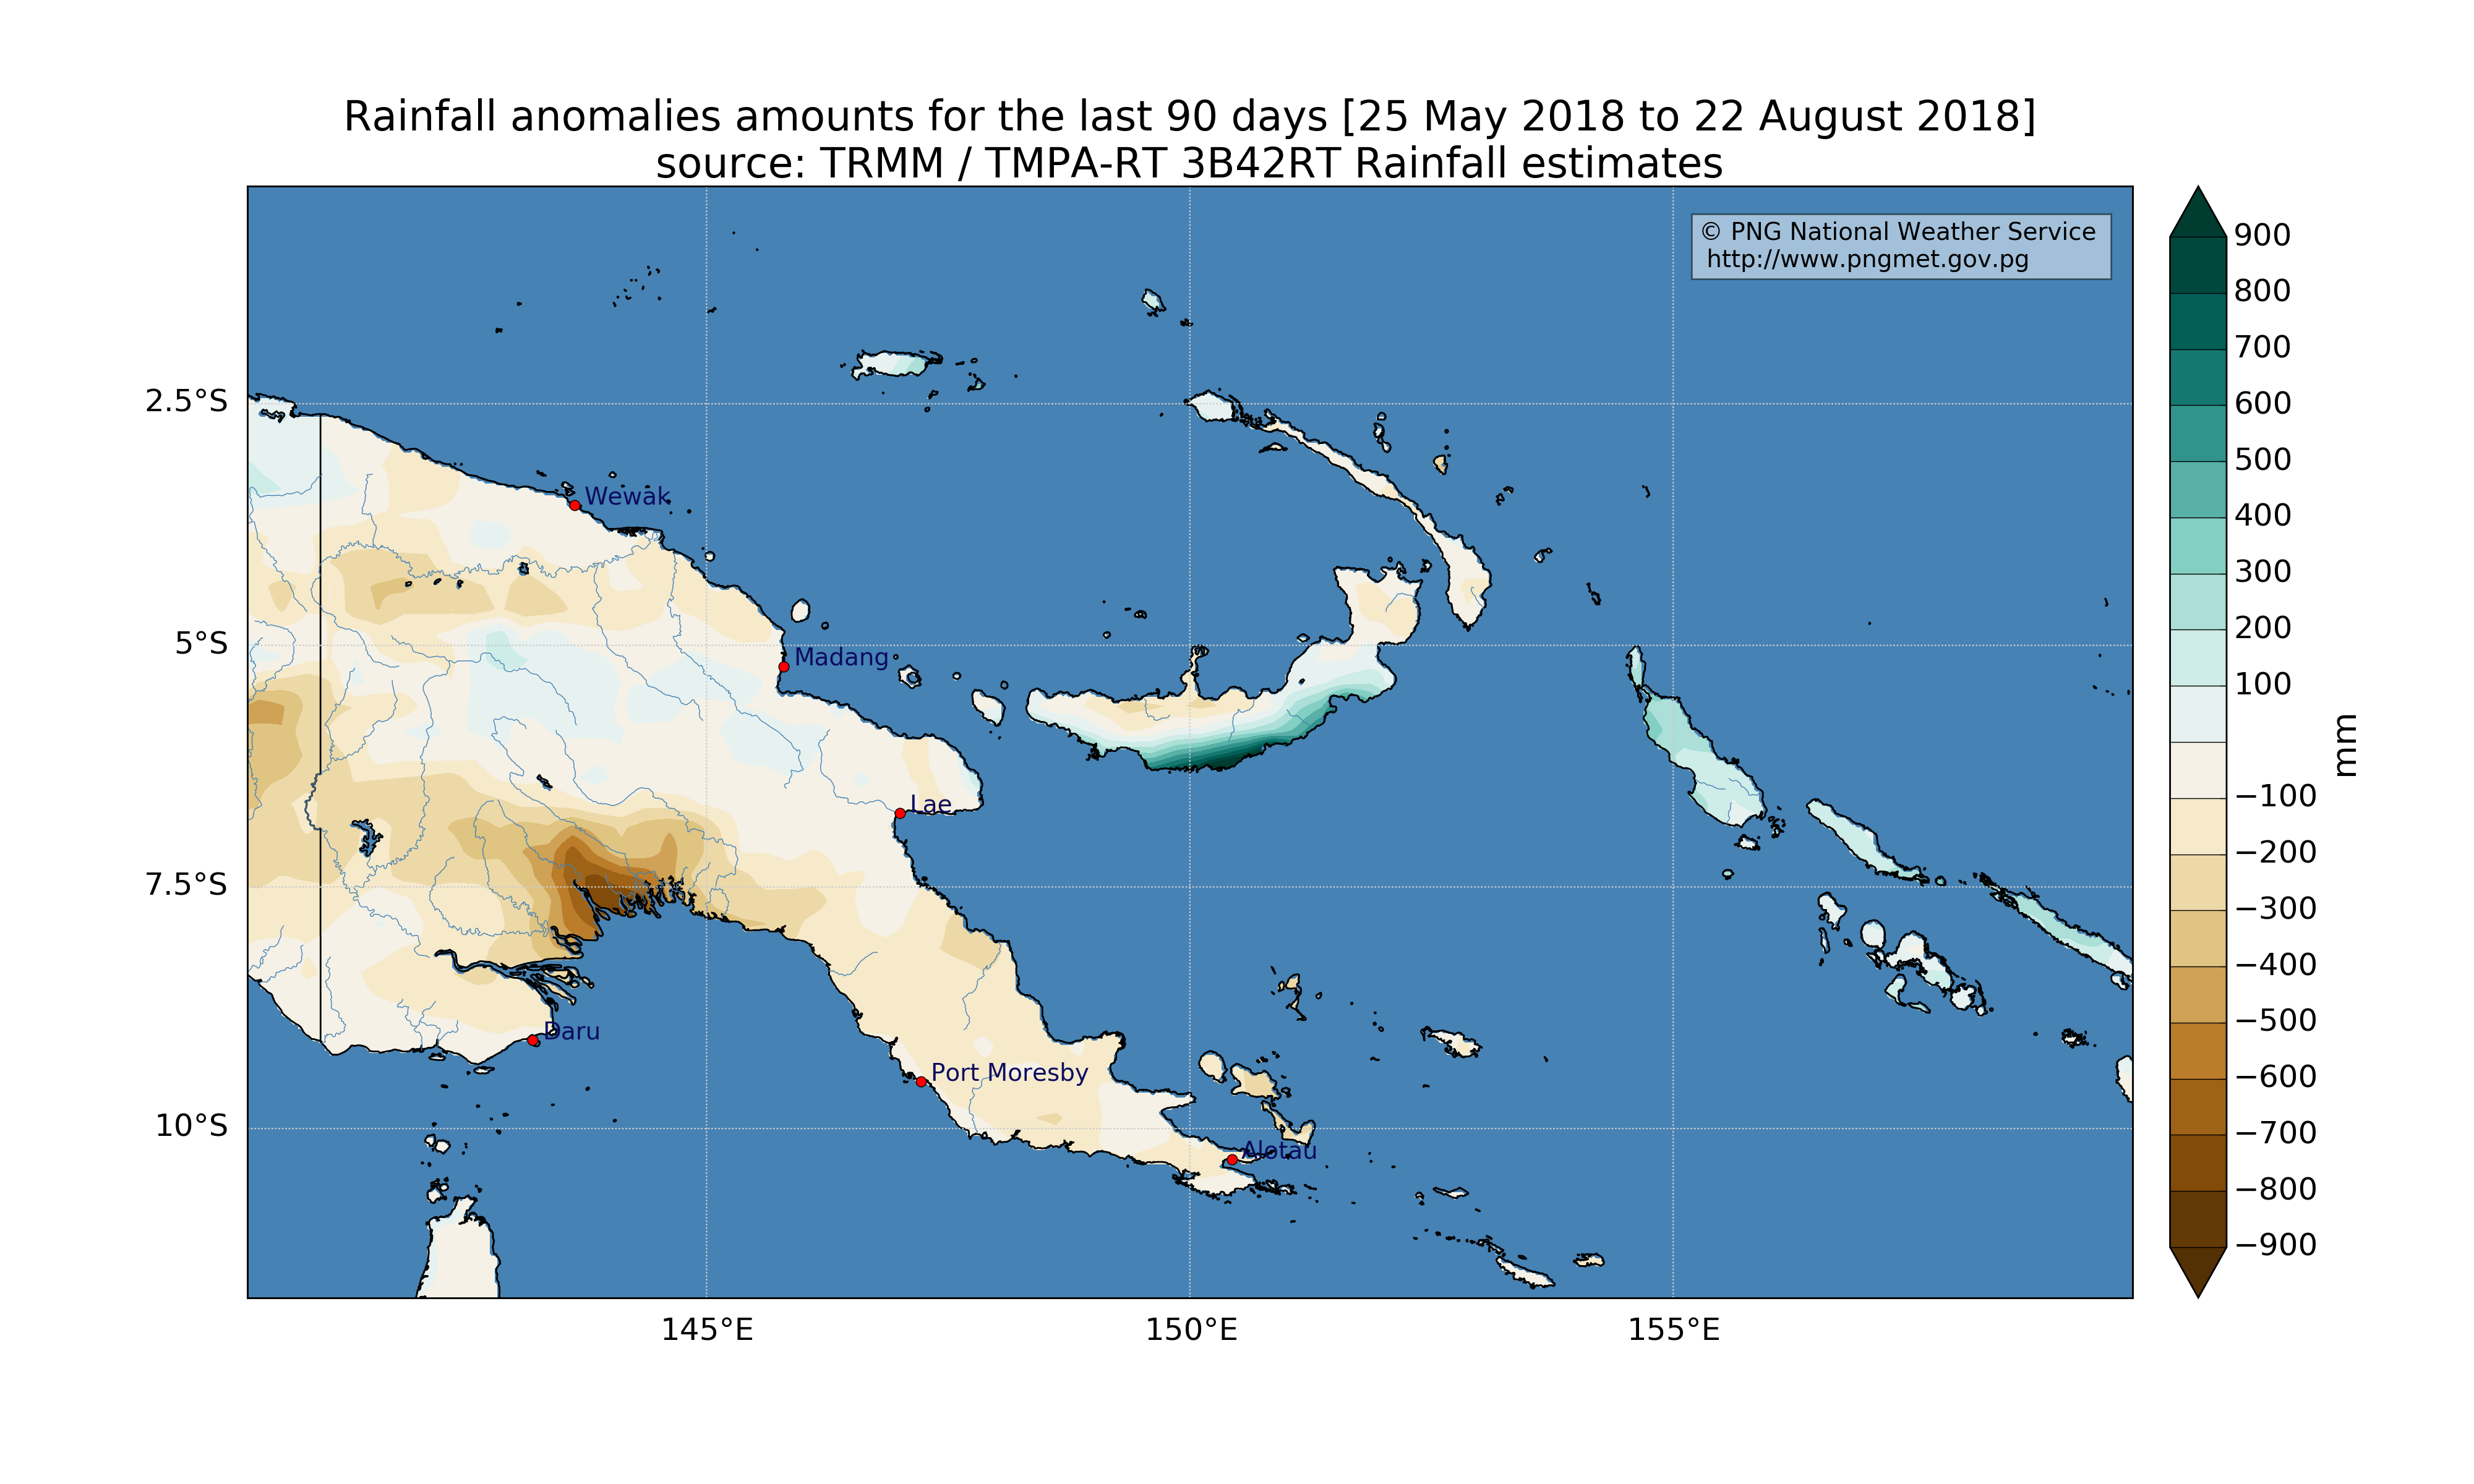 Rainfall anomalies amounts for the last 90 days [25 May 2018 to 22 August 2018]
source: TRMM / TMPA-RT 3B42RT Rainfall estimates
© PNG National Weather Service
http://www.pngmet.gov.pg
2.5°S
5°S
7.5°S
10°S
145°E
150°E
155°E
Wewak
Madang
Lae
Daru
Port Moresby
Alotau
900
800
700
600
500
400
300
200
100
−100
−200
−300
−400
−500
−600
−700
−800
−900
mm